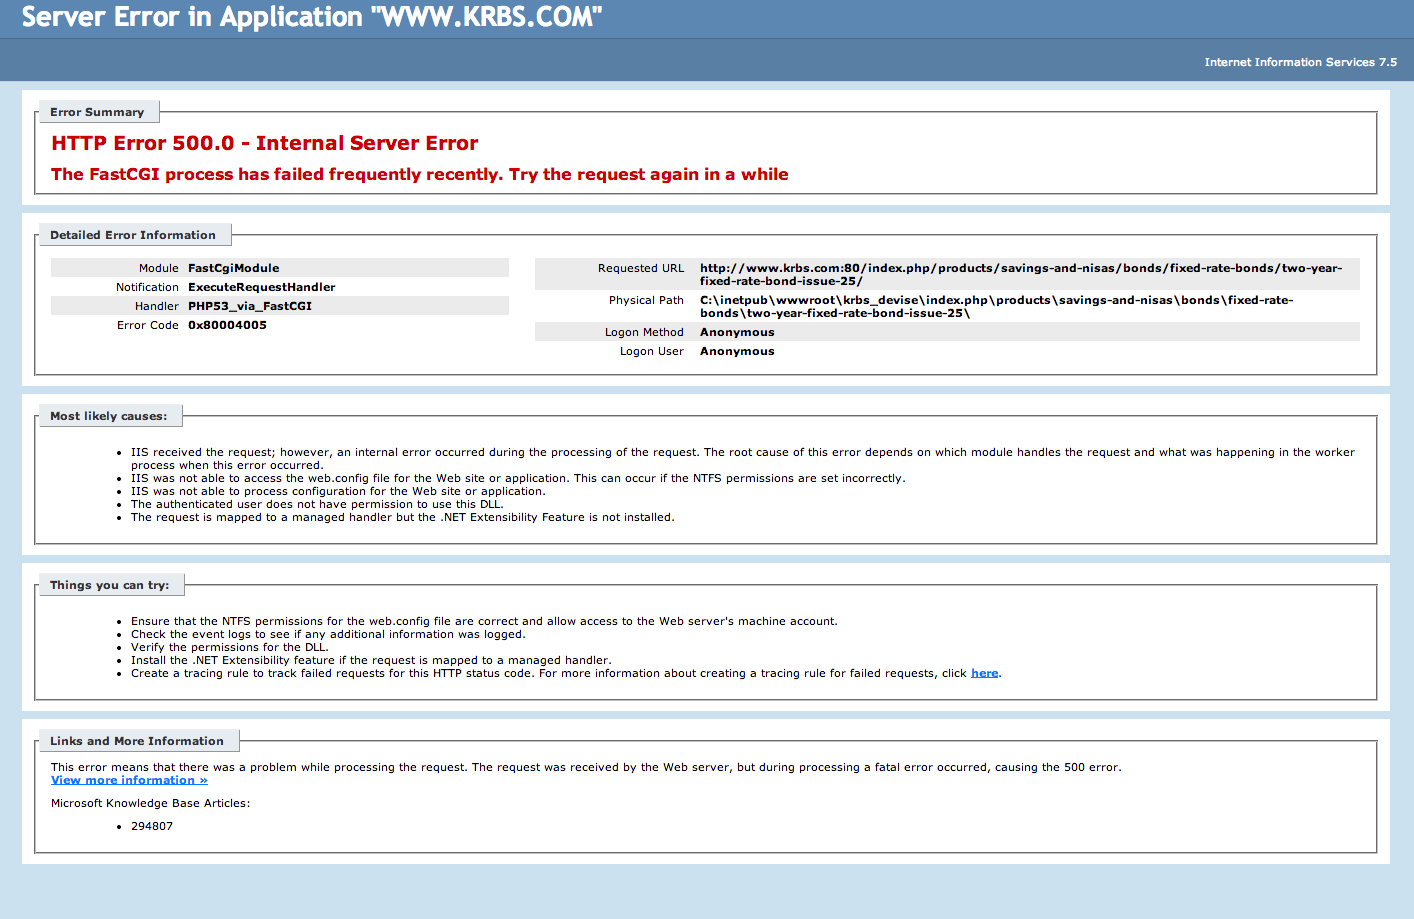 Server Error in Application "WWW.KRBS.COM"
Internet Information Services 7.5
Error Summary
HTTP Error 500.0 - Internal Server Error
The FastCGI process has failed frequently recently. Try the request again in a while
Detailed Error Information
Module FastCgiModule
Notification ExecuteRequestHandler
Handler PHP53_via_FastCGI
Error Code 0x80004005
Requested URL http://www.krbs.com:80/index.php/products/savings-and-nisas/bonds/fixed-rate-bonds/two-year-
fixed-rate-bond-issue-25/
Physical Path C:\inetpub\wwwroot\krbs_devise\index.php\products\savings-and-nisas\bonds\fixed-rate-
bonds\two-year-fixed-rate-bond-issue-25\
Logon Method Anonymous
Logon User Anonymous
Most likely causes:
• IIS received the request; however, an internal error occurred during the processing of the request. The root cause of this error depends on which module handles the request and what was happening in the worker
process when this error occurred.
• IIS was not able to access the web.config file for the Web site or application. This can occur if the NTFS permissions are set incorrectly.
• IIS was not able to process configuration for the Web site or application.
• The authenticated user does not have permission to use this DLL.
• The request is mapped to a managed handler but the .NET Extensibility Feature is not installed.
Things you can try:
• Ensure that the NTFS permissions for the web.config file are correct and allow access to the Web server's machine account.
• Check the event logs to see if any additional information was logged.
• Verify the permissions for the DLL.
• Install the .NET Extensibility feature if the request is mapped to a managed handler.
• Create a tracing rule to track failed requests for this HTTP status code. For more information about creating a tracing rule for failed requests, click here.
Links and More Information
This error means that there was a problem while processing the request. The request was received by the Web server, but during processing a fatal error occurred, causing the 500 error.
View more information »
Microsoft Knowledge Base Articles:
• 294807